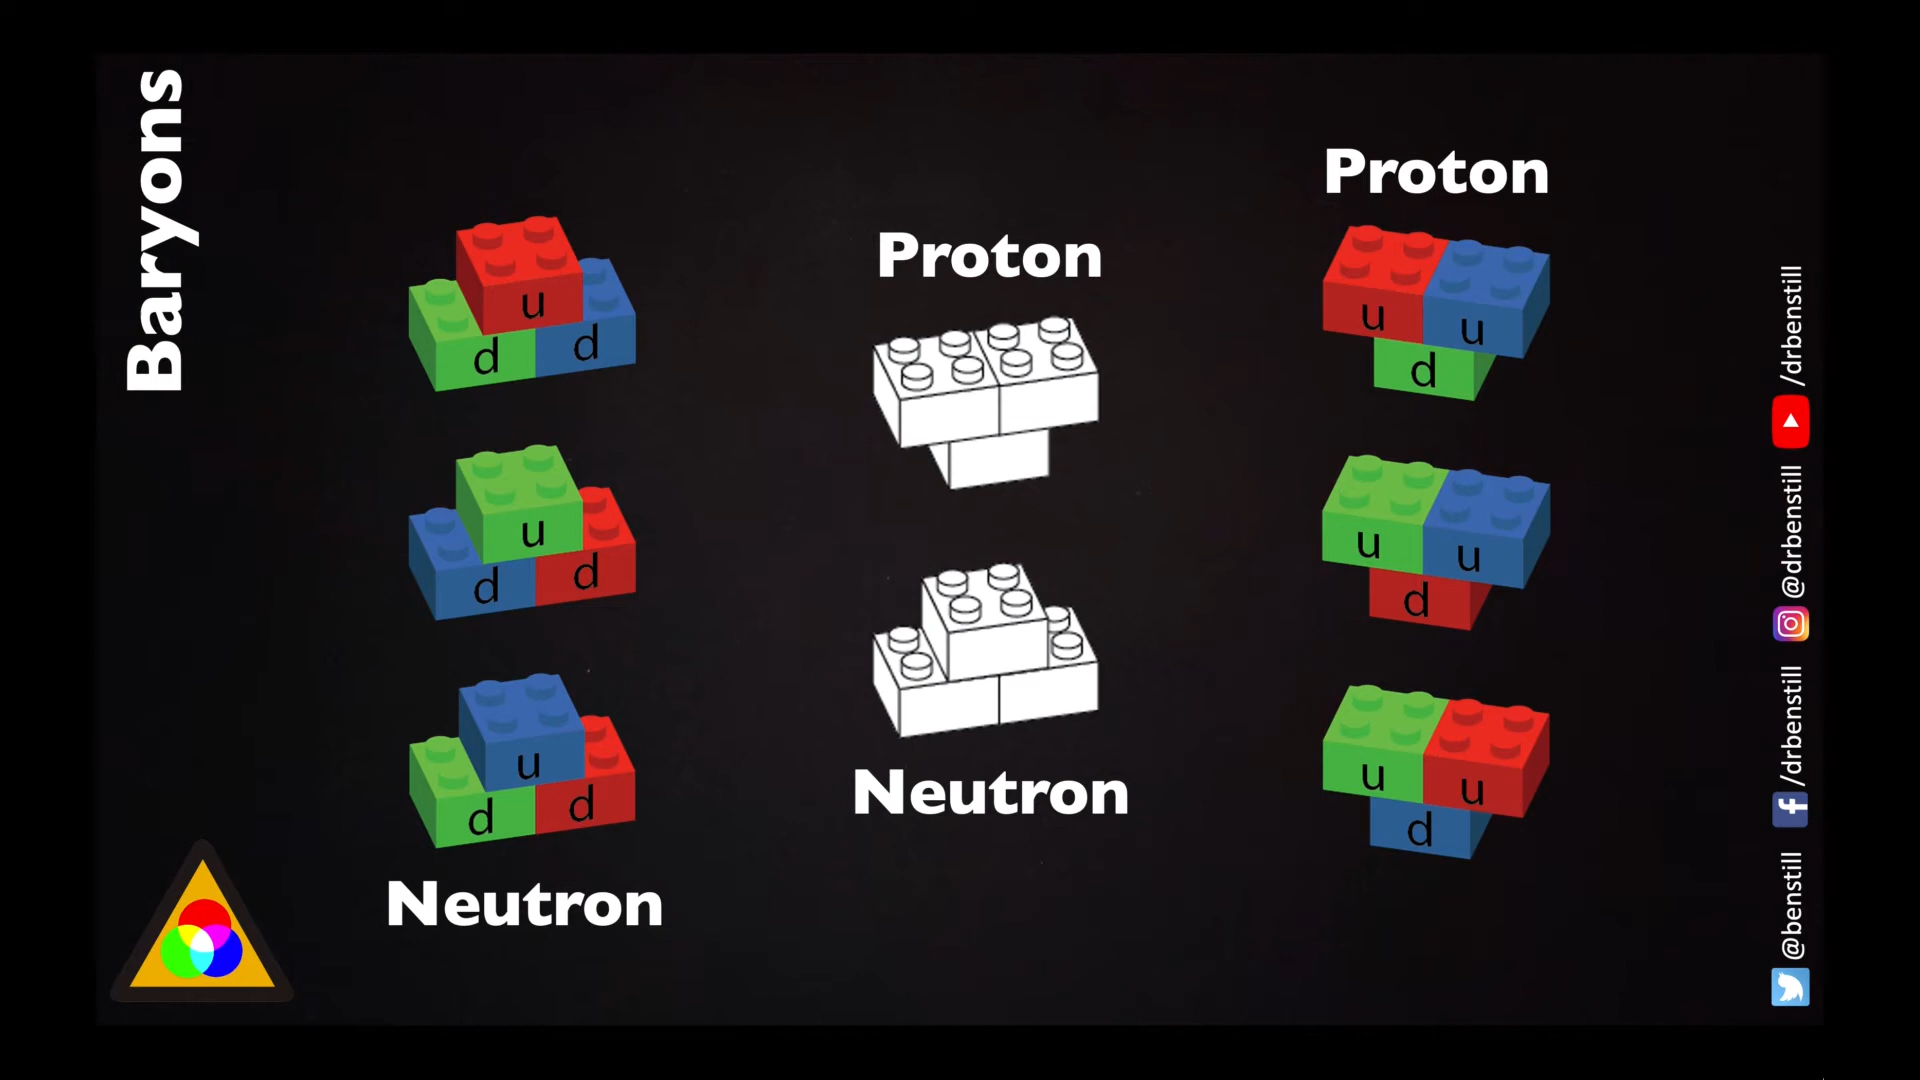 Baryons
u
d
d
u
d
d
u
d
d
Neutron
Proton
Neutron
Proton
u
u
d
u
u
d
u
u
d
/drbenstill
@drbenstill
/drbenstill
@benstill